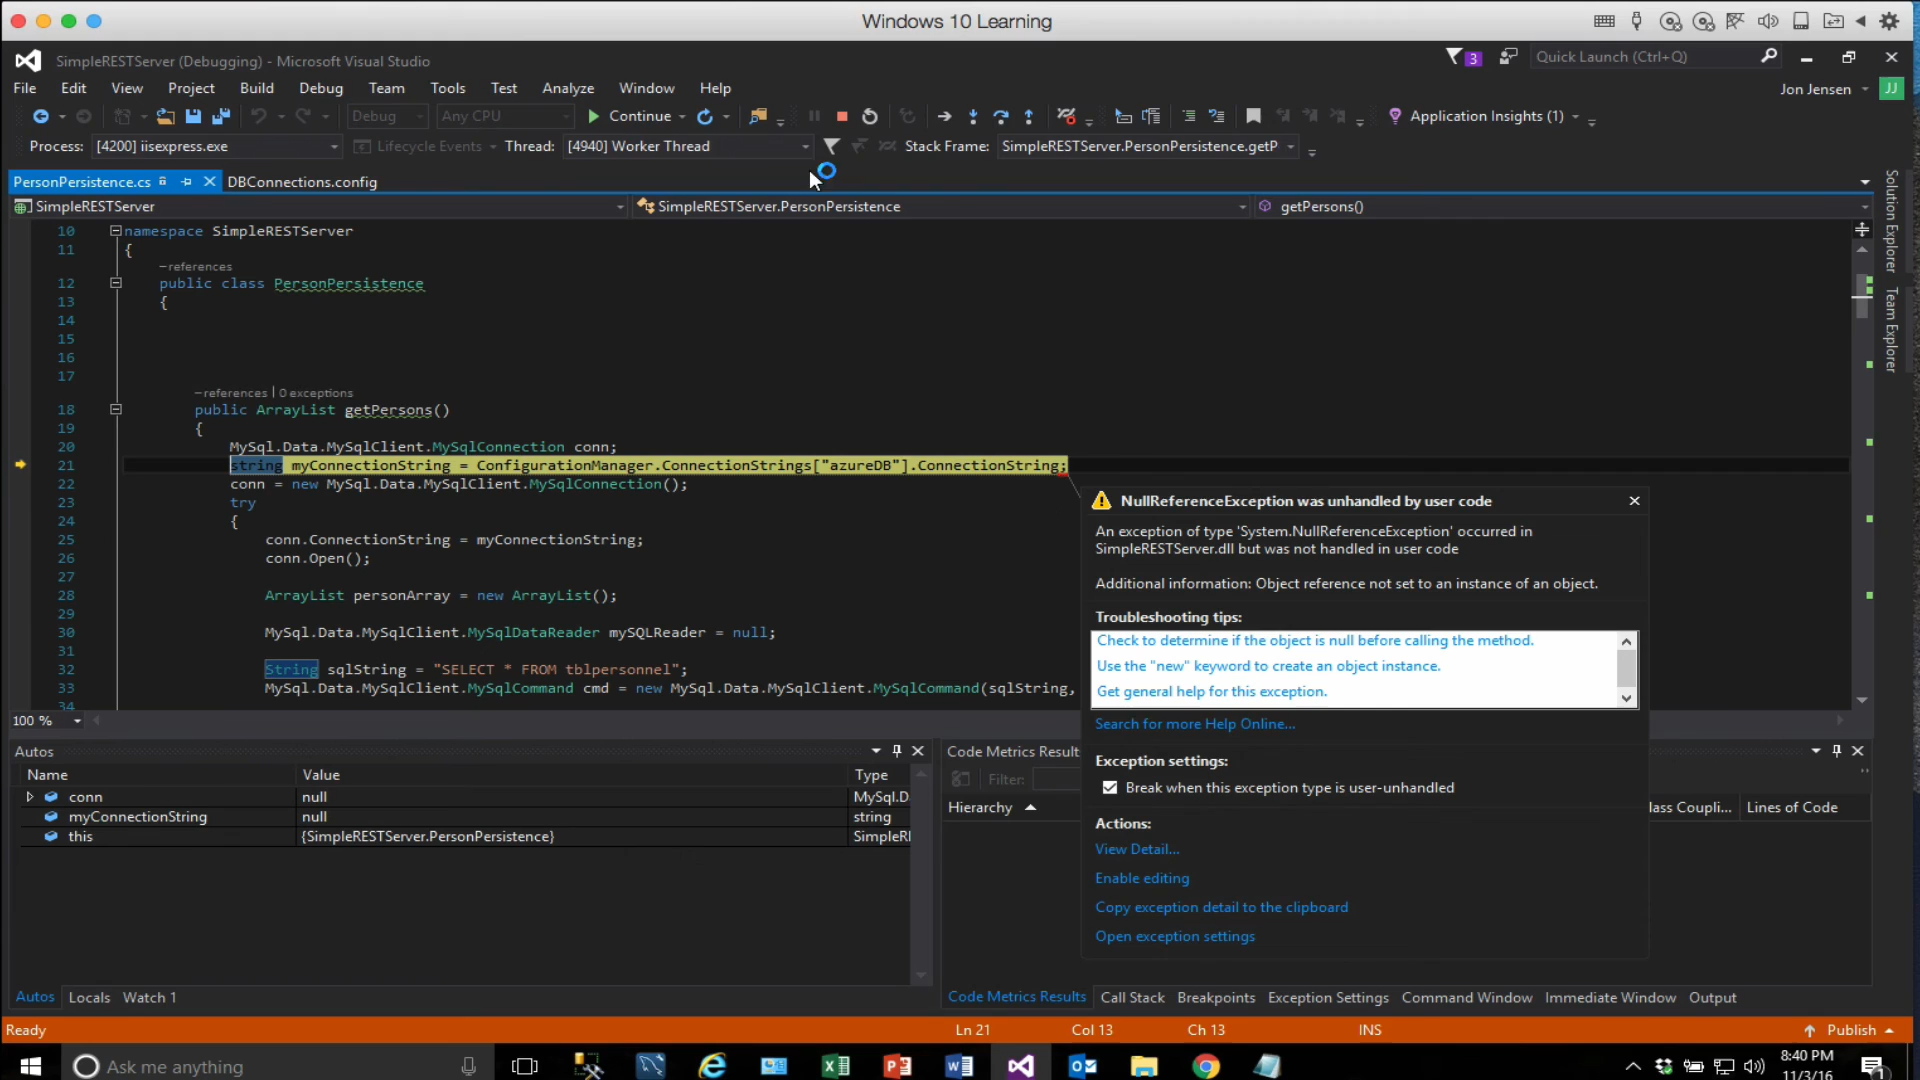 Windows 10 Learning
SimpleRESTServer (Debugging) - Microsoft Visual Studio
3
Quick Launch (Ctrl+Q)
File Edit View Project Build Debug Team Tools Test Analyze Window Help
Jon Jensen JJ
Debug Any CPU Continue Application Insights (1)
Process: [4200] iisexpress.exe Lifecycle Events Thread: [4940] Worker Thread Stack Frame: SimpleRESTServer.PersonPersistence.getP
PersonPersistence.cs DBConnections.config
SimpleRESTServer SimpleRESTServer.PersonPersistence getPersons()
Solution Explorer
Team Explorer
10 namespace SimpleRESTServer
11 {
–references
12 public class PersonPersistence
13 {
14
15
16
17
–references | 0 exceptions
18 public ArrayList getPersons()
19 {
20 MySql.Data.MySqlClient.MySqlConnection conn;
21 string myConnectionString = ConfigurationManager.ConnectionStrings["azureDB"].ConnectionString;
22 conn = new MySql.Data.MySqlClient.MySqlConnection();
23 try
24 {
25 conn.ConnectionString = myConnectionString;
26 conn.Open();
27
28 ArrayList personArray = new ArrayList();
29
30 MySql.Data.MySqlClient.MySqlDataReader mySQLReader = null;
31
32 String sqlString = "SELECT * FROM tblpersonnel";
33 MySql.Data.MySqlClient.MySqlCommand cmd = new MySql.Data.MySqlClient.MySqlCommand(sqlString,
34
100 %
NullReferenceException was unhandled by user code
An exception of type 'System.NullReferenceException' occurred in
SimpleRESTServer.dll but was not handled in user code
Additional information: Object reference not set to an instance of an object.
Troubleshooting tips:
Check to determine if the object is null before calling the method.
Use the "new" keyword to create an object instance.
Get general help for this exception.
Search for more Help Online...
Exception settings:
Break when this exception type is user-unhandled
Actions:
View Detail...
Enable editing
Copy exception detail to the clipboard
Open exception settings
Autos
Name Value Type
conn null MySql.D
myConnectionString null string
this {SimpleRESTServer.PersonPersistence} SimpleRE
Autos Locals Watch 1
Code Metrics Result
Filter:
Hierarchy lass Coupli... Lines of Code
Code Metrics Results Call Stack Breakpoints Exception Settings Command Window Immediate Window Output
Ready Ln 21 Col 13 Ch 13 INS Publish
Ask me anything
8:40 PM
11/3/16
1